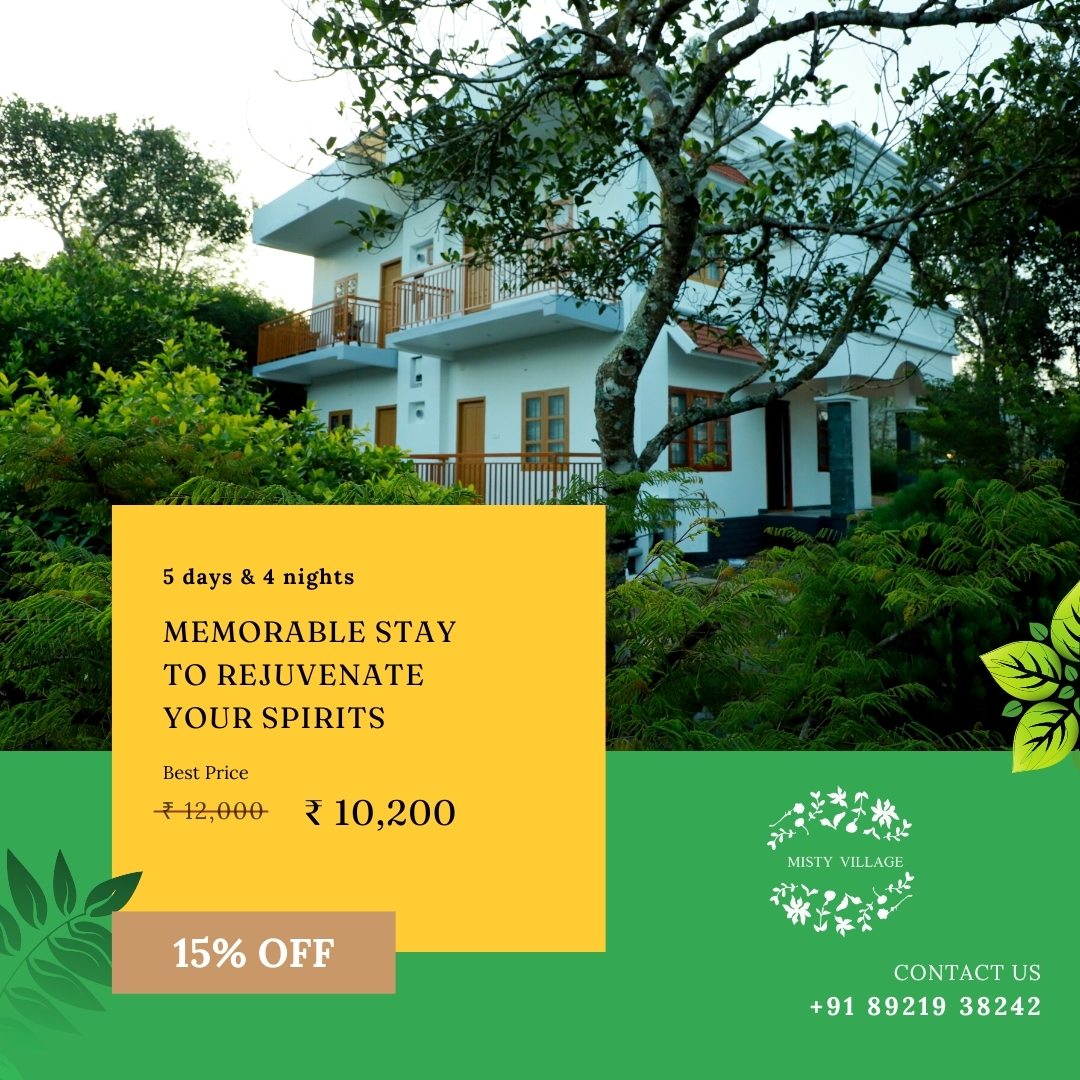 5 days & 4 nights
MEMORABLE STAY
TO REJUVENATE
YOUR SPIRITS
Best Price
₹ 12,000 ₹ 10,200
15% OFF
MISTY VILLAGE
CONTACT US
+91 89219 38242